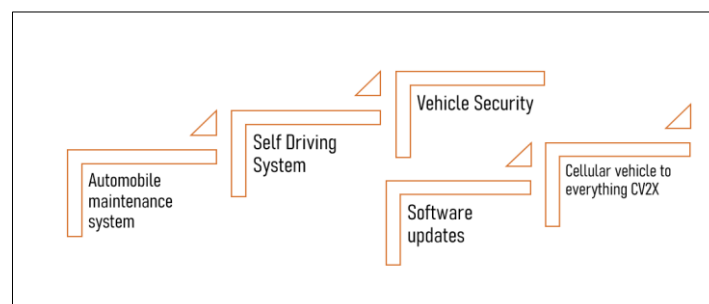 Automobile
maintenance
system
Self Driving
System
Vehicle Security
Software
updates
Cellular vehicle to
everything CV2X